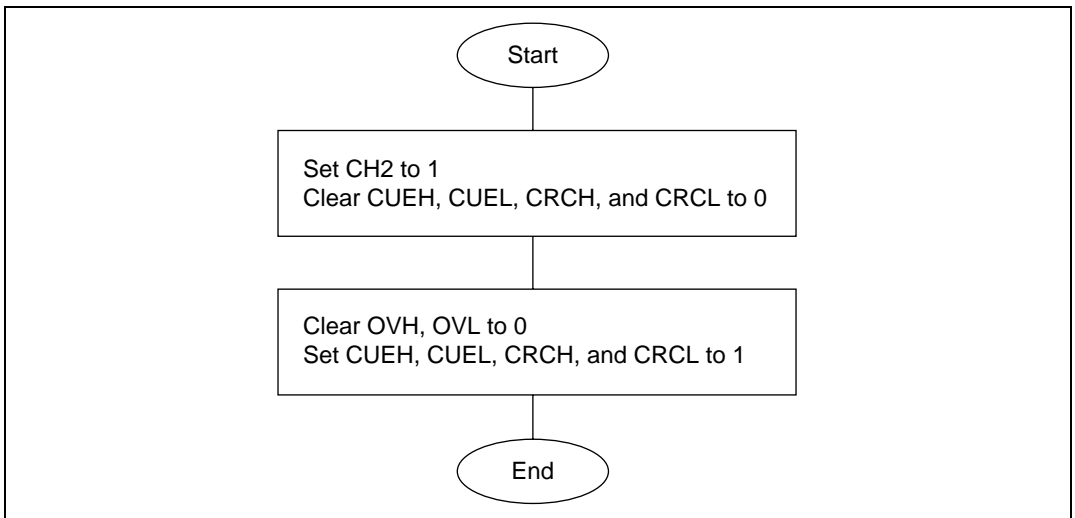 Start
Set CH2 to 1
Clear CUEH, CUEL, CRCH, and CRCL to 0
Clear OVH, OVL to 0
Set CUEH, CUEL, CRCH, and CRCL to 1
End